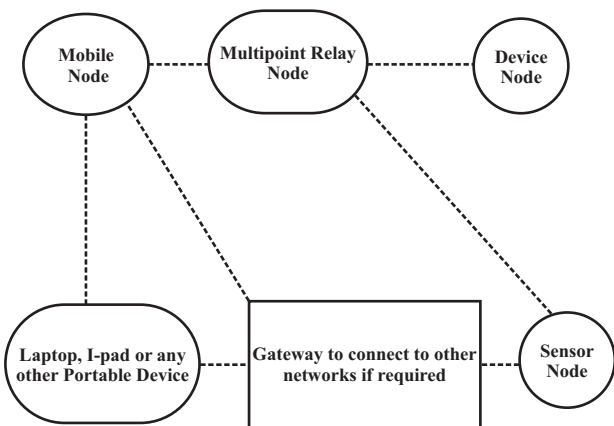 Mobile
Node
Multipoint Relay
Node
Device
Node
Laptop, I-pad or any
other Portable Device
Gateway to connect to other
networks if required
Sensor
Node